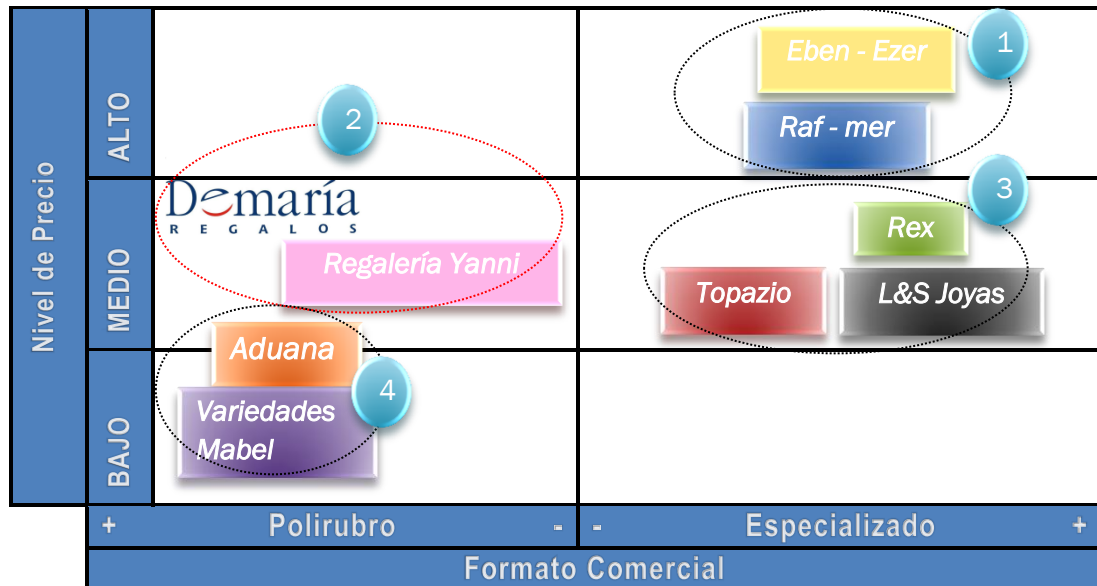 Nivel de Precio
ALTO
MEDIO
BAJO
1
Eben - Ezer
Raf - mer
2
Demaría
REGALOS
Regalería Yanni
3
Rex
Topazio
L&S Joyas
Aduana
4
Variedades
Mabel
+ Polirubro -
- Especializado +
Formato Comercial